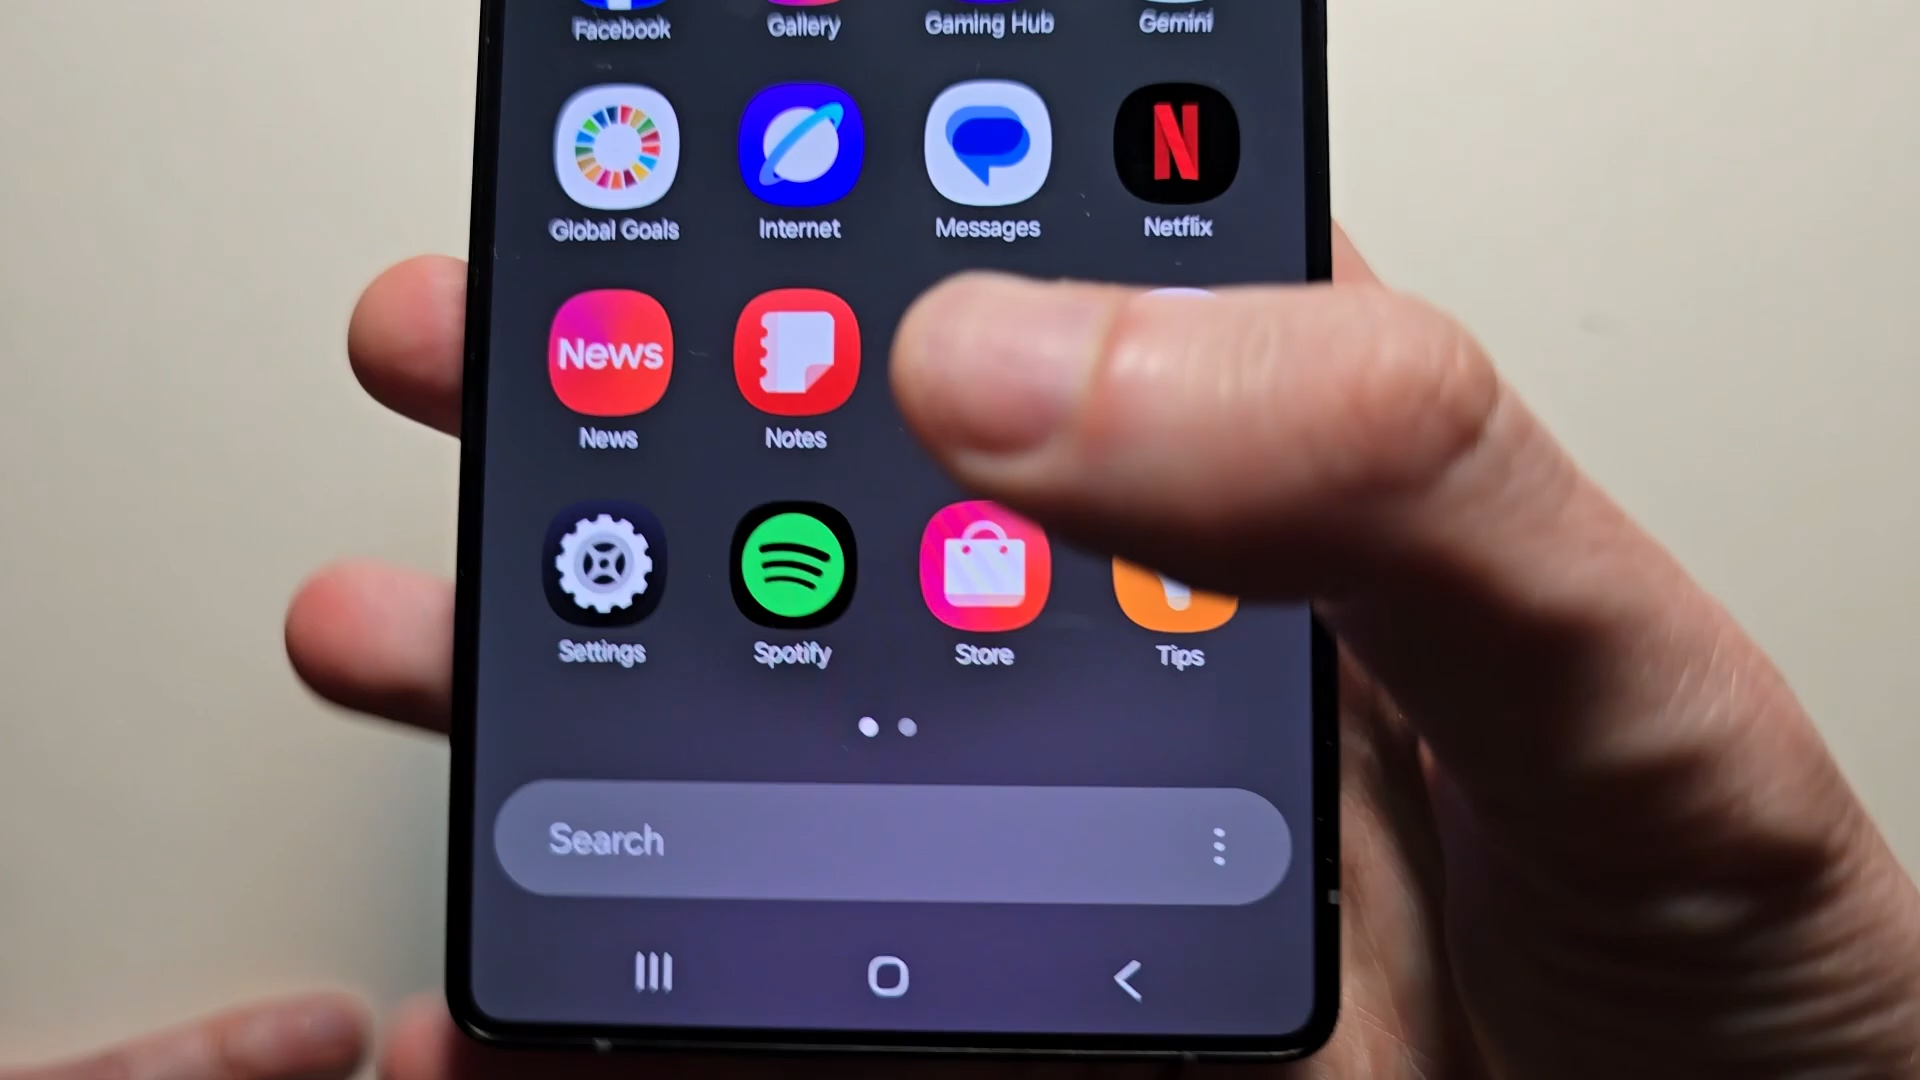 Facebook Gallery Gaming Hub Gemini
N
Global Goals Internet Messages Netflix
News
News Notes
Settings Spotify Store Tips
Search